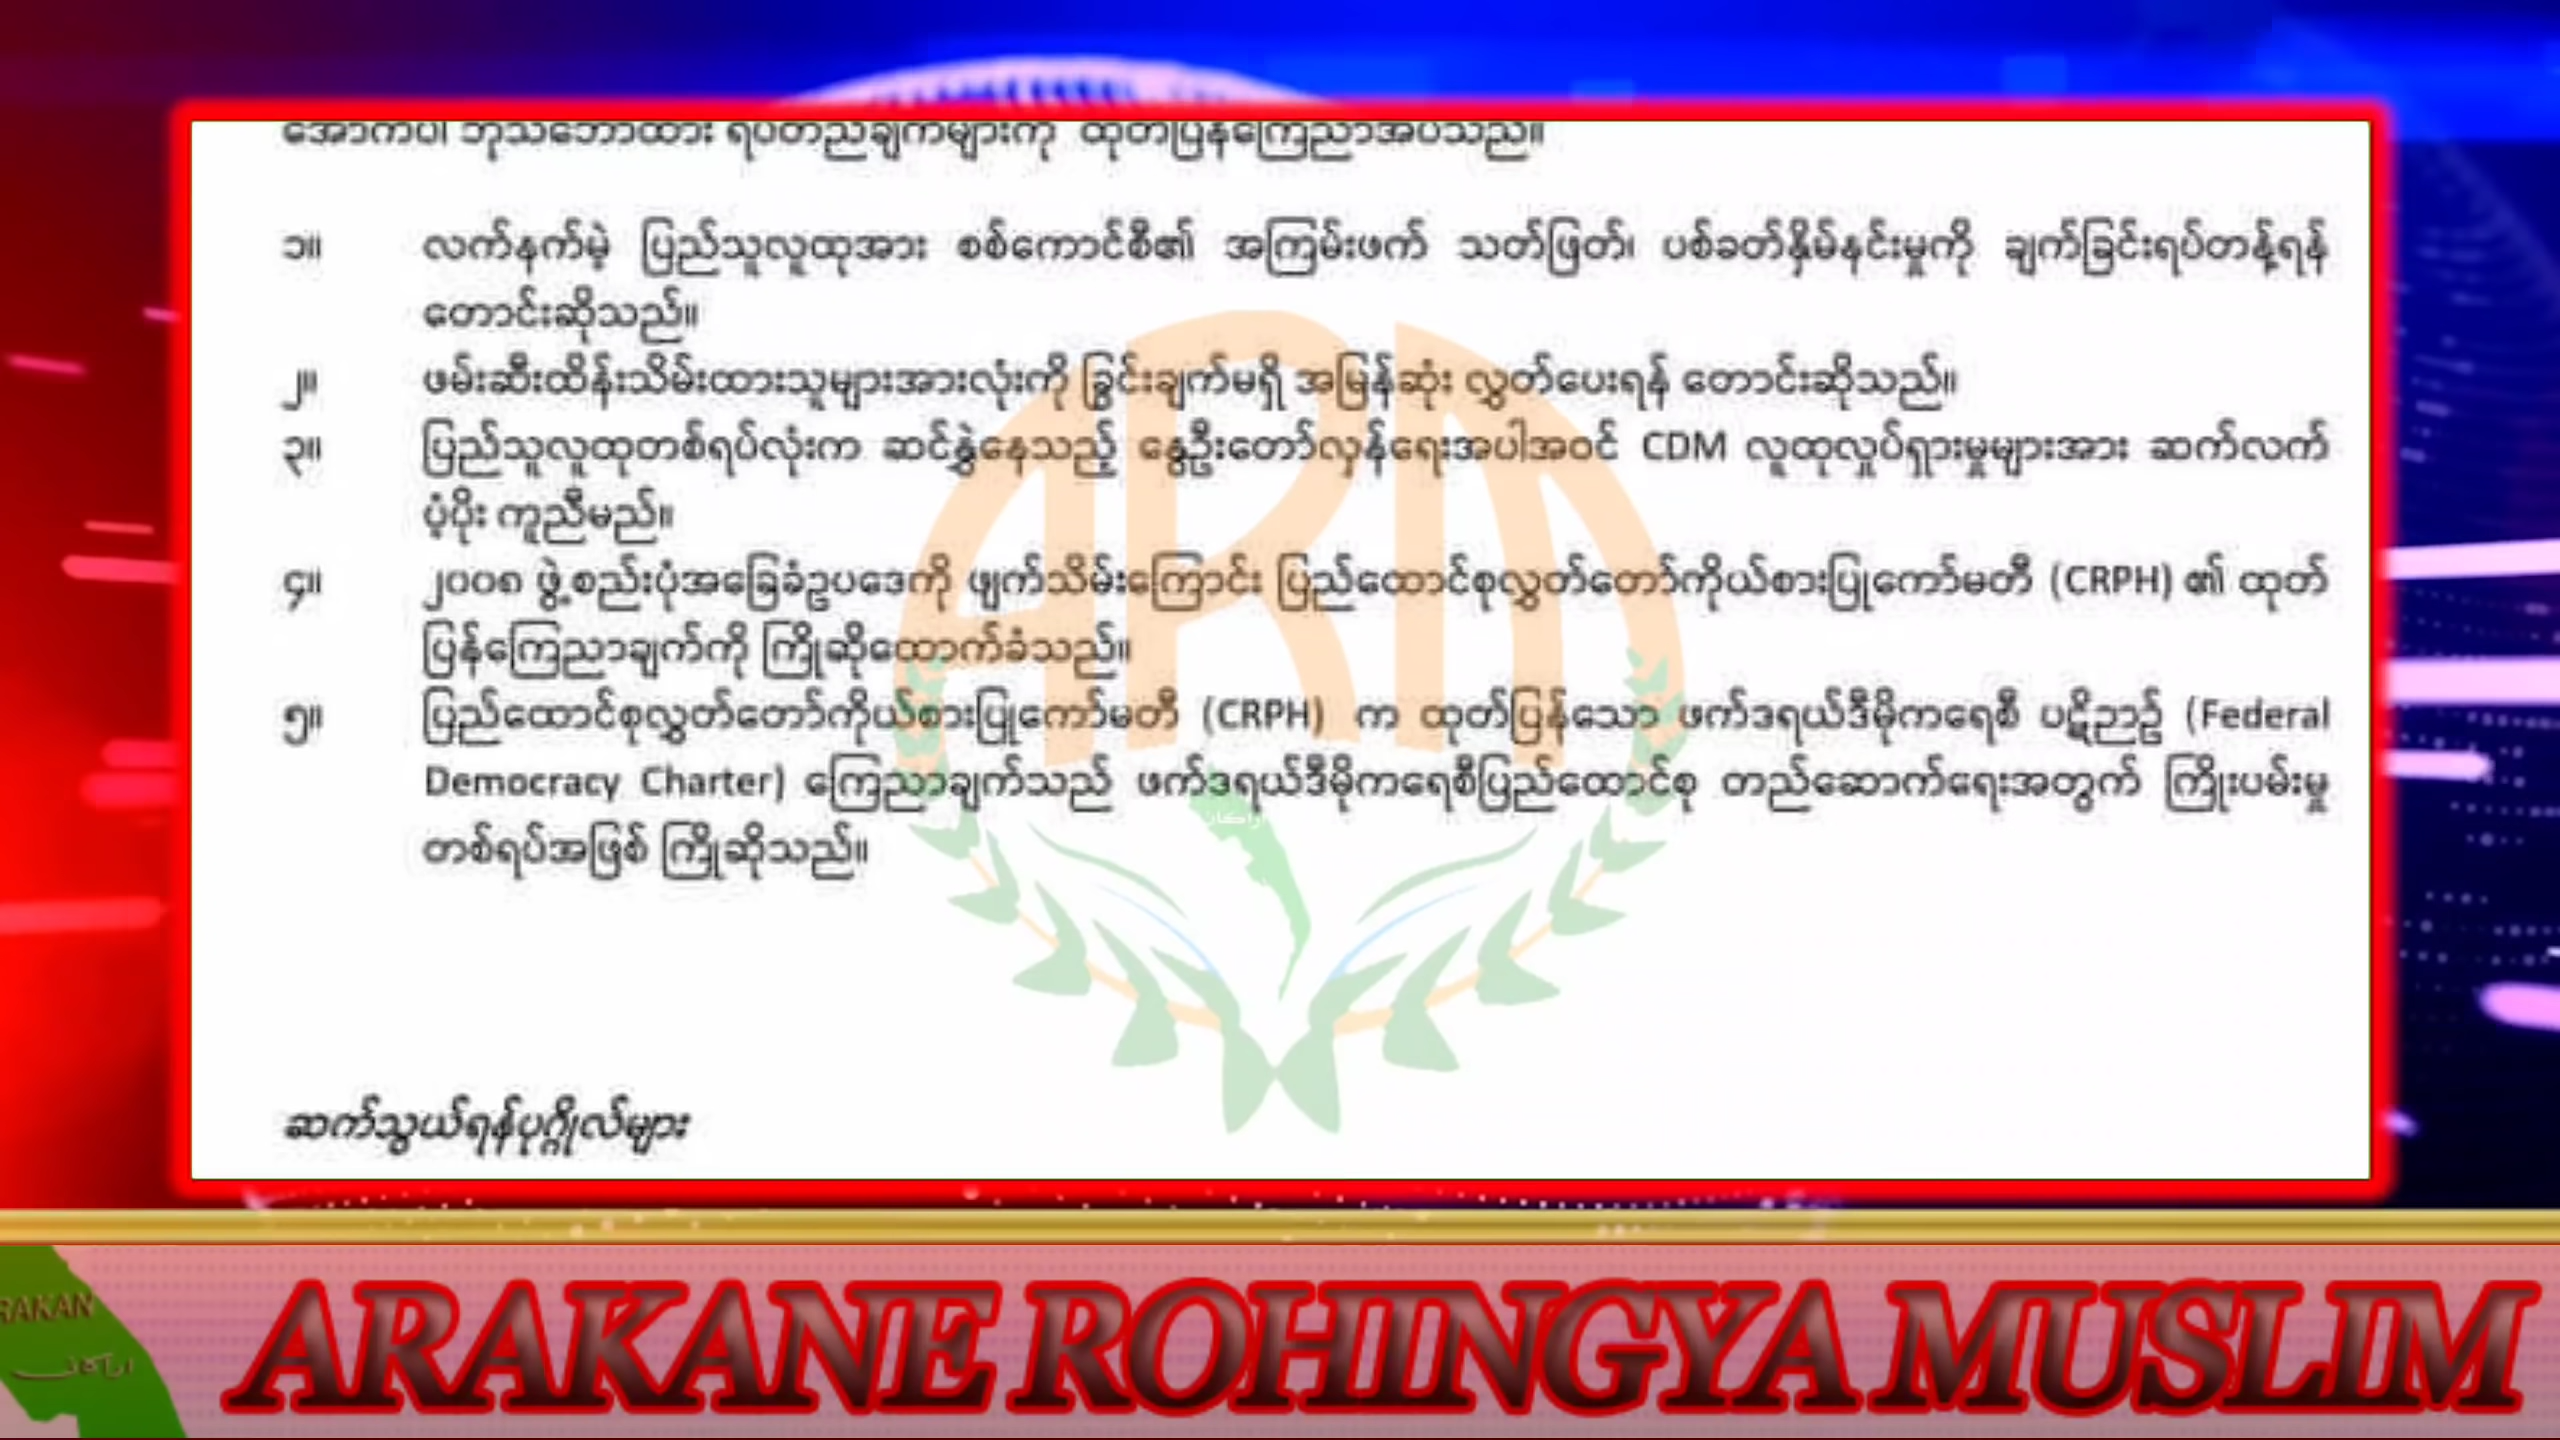 အောက်ပါ ဘုံသဘောထား ရပ်တည်ချက်များကို ထုတ်ပြန်ကြေညာအပ်သည်။
၁။ လက်နက်မဲ့ ပြည်သူလူထုအား စစ်ကောင်စီ၏ အကြမ်းဖက် သတ်ဖြတ်၊ ပစ်ခတ်နှိမ်နင်းမှုကို ချက်ခြင်းရပ်တန့်ရန်
တောင်းဆိုသည်။
၂။ ဖမ်းဆီးထိန်းသိမ်းထားသူများအားလုံးကို ခြွင်းချက်မရှိ အမြန်ဆုံး လွှတ်ပေးရန် တောင်းဆိုသည်။
၃။ ပြည်သူလူထုတစ်ရပ်လုံးက ဆင်နွှဲနေသည့် နွေဦးတော်လှန်ရေးအပါအဝင် CDM လူထုလှုပ်ရှားမှုများအား ဆက်လက်
ပံ့ပိုး ကူညီမည်။
၄။ ၂၀၀၈ ဖွဲ့စည်းပုံအခြေခံဥပဒေကို ဖျက်သိမ်းကြောင်း ပြည်ထောင်စုလွှတ်တော်ကိုယ်စားပြုကော်မတီ (CRPH) ၏ ထုတ်
ပြန်ကြေညာချက်ကို ကြိုဆိုထောက်ခံသည်။
၅။ ပြည်ထောင်စုလွှတ်တော်ကိုယ်စားပြုကော်မတီ (CRPH) က ထုတ်ပြန်သော ဖက်ဒရယ်ဒီမိုကရေစီ ပဋိညာဉ် (Federal
Democracy Charter) ကြေညာချက်သည် ဖက်ဒရယ်ဒီမိုကရေစီပြည်ထောင်စု တည်ဆောက်ရေးအတွက် ကြိုးပမ်းမှု
တစ်ရပ်အဖြစ် ကြိုဆိုသည်။
ARM
اراكان
ဆက်သွယ်ရန်ပုဂ္ဂိုလ်များ
RAKAN
اراكان
ARAKANE ROHINGYA MUSLIM